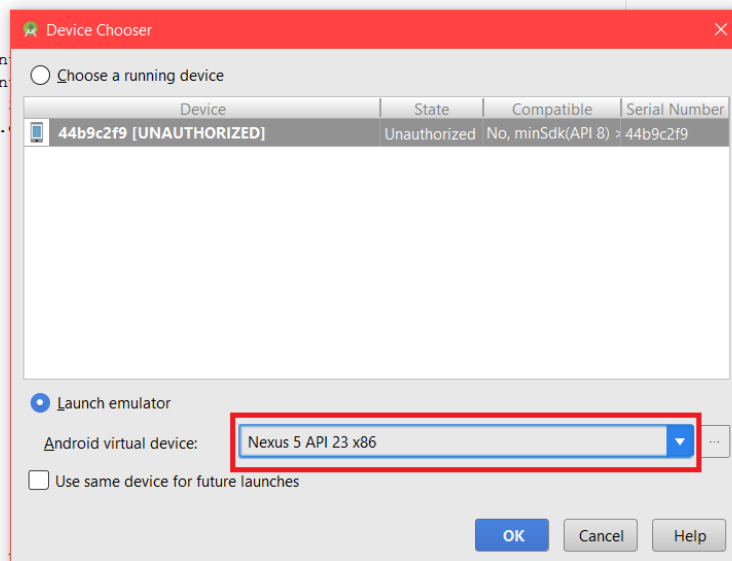 Device Chooser
Choose a running device
Device State Compatible Serial Number
44b9c2f9 [UNAUTHORIZED] Unauthorized No, minSdk(API 8) > 44b9c2f9
Launch emulator
Android virtual device: Nexus 5 API 23 x86 ...
Use same device for future launches
OK Cancel Help